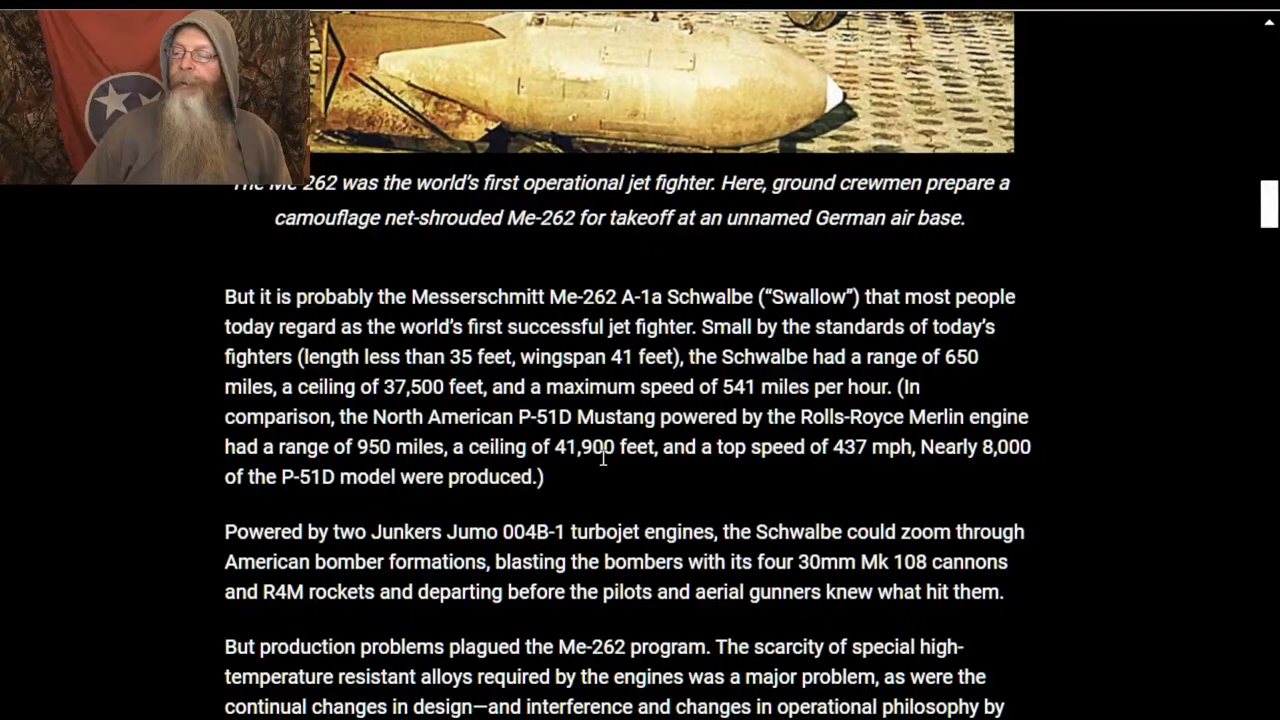 The Me-262 was the world's first operational jet fighter. Here, ground crewmen prepare a
camouflage net-shrouded Me-262 for takeoff at an unnamed German air base.
But it is probably the Messerschmitt Me-262 A-1a Schwalbe (“Swallow”) that most people
today regard as the world’s first successful jet fighter. Small by the standards of today’s
fighters (length less than 35 feet, wingspan 41 feet), the Schwalbe had a range of 650
miles, a ceiling of 37,500 feet, and a maximum speed of 541 miles per hour. (In
comparison, the North American P-51D Mustang powered by the Rolls-Royce Merlin engine
had a range of 950 miles, a ceiling of 41,900 feet, and a top speed of 437 mph, Nearly 8,000
of the P-51D model were produced.)
Powered by two Junkers Jumo 004B-1 turbojet engines, the Schwalbe could zoom through
American bomber formations, blasting the bombers with its four 30mm Mk 108 cannons
and R4M rockets and departing before the pilots and aerial gunners knew what hit them.
But production problems plagued the Me-262 program. The scarcity of special high-
temperature resistant alloys required by the engines was a major problem, as were the
continual changes in design—and interference and changes in operational philosophy by